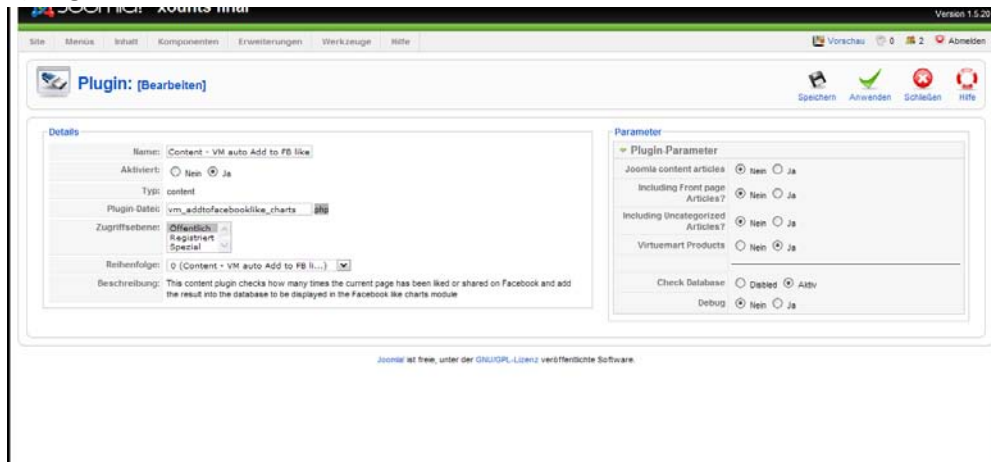 Joomla! xounts final
Version 1.5.20
Site Menüs Inhalt Komponenten Erweiterungen Werkzeuge Hilfe
Vorschau 0 2 Abmelden
Plugin: [Bearbeiten]
Speichern Anwenden Schließen Hilfe
Details
Name: Content - VM auto Add to FB like
Aktiviert: Nein Ja
Typ: content
Plugin-Datei: vm_addtofacebooklike_charts .php
Zugriffsebene: Öffentlich
Registriert
Spezial
Reihenfolge: 0 (Content - VM auto Add to FB li...)
Beschreibung: This content plugin checks how many times the current page has been liked or shared on Facebook and add
the result into the database to be displayed in the Facebook like charts module
Parameter
Plugin-Parameter
Joomla content articles Nein Ja
Including Front page
Articles? Nein Ja
Including Uncategorized
Articles? Nein Ja
Virtuemart Products Nein Ja
Check Database Disbled Aktiv
Debug Nein Ja
Joomla! ist freie, unter der GNU/GPL-Lizenz veröffentlichte Software.